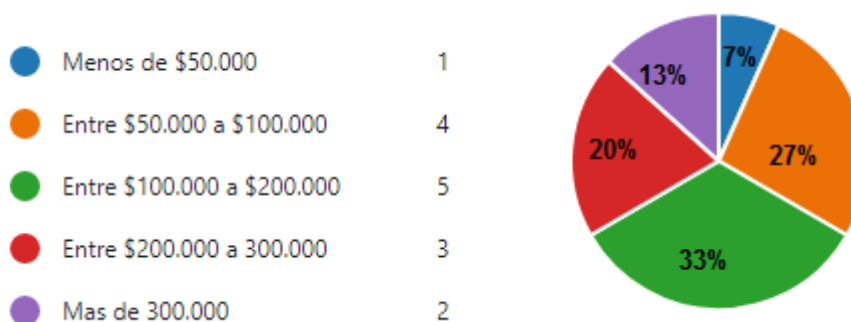 Menos de $50.000 1
Entre $50.000 a $100.000 4
Entre $100.000 a $200.000 5
Entre $200.000 a 300.000 3
Mas de 300.000 2
7%
13%
20%
27%
33%